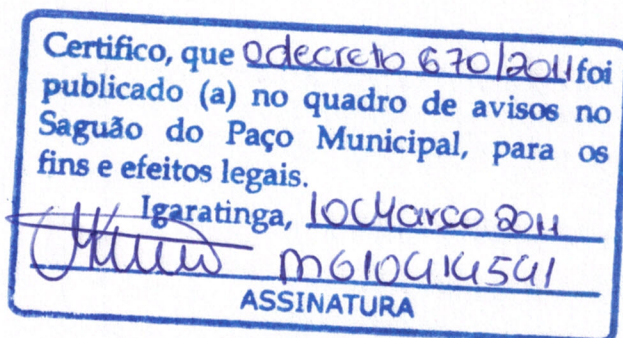 Certifico, que O decreto 670/2011 foi
publicado (a) no quadro de avisos no
Saguão do Paço Municipal, para os
fins e efeitos legais.
Igaratinga, 10 Março 2011
ASSINATURA